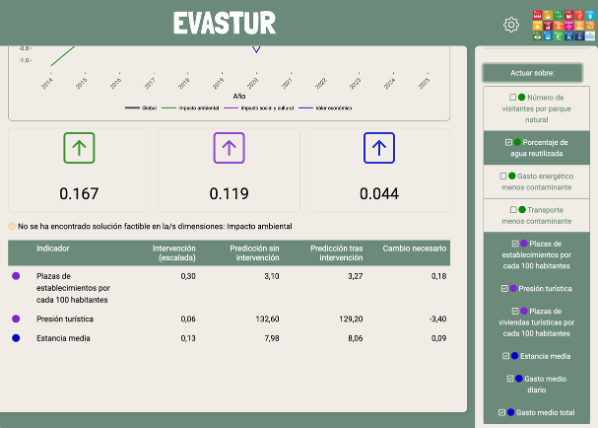 EVASTUR
-0.8
-1.0
2014 2015 2016 2017 2018 2019 2020 2021 2022 2023 2024 2025
Año
Global Impacto ambiental Impacto social y cultural Valor económico
0.167 0.119 0.044
No se ha encontrado solución factible en la/s dimensiones: Impacto ambiental
Indicador Intervención (escalada) Predicción sin intervención Predicción tras intervención Cambio necesario
Plazas de 0,30 3,10 3,27 0,18
establecimientos por
cada 100 habitantes
Presión turística 0,06 132,60 129,20 -3,40
Estancia media 0,13 7,98 8,06 0,09
Actuar sobre:
Número de
visitantes por parque
natural
Porcentaje de
agua reutilizada
Gasto energético
menos contaminante
Transporte
menos contaminante
Plazas de
establecimientos por
cada 100 habitantes
Presión turística
Plazas de
viviendas turísticas por
cada 100 habitantes
Estancia media
Gasto medio
diario
Gasto medio total